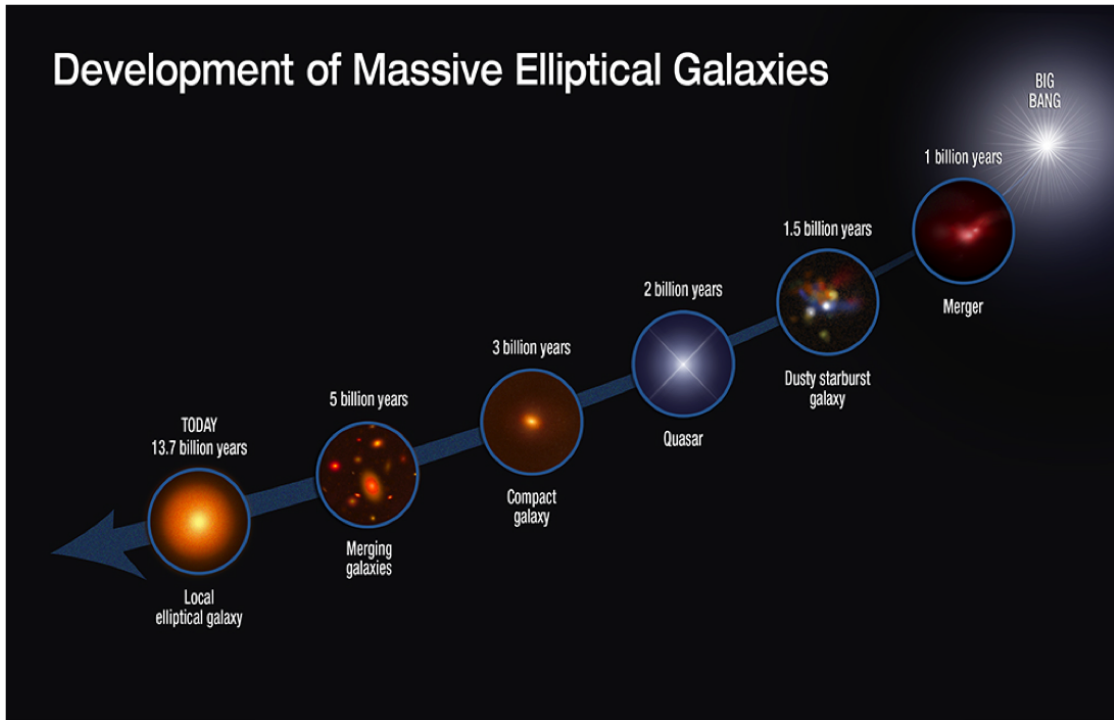 Development of Massive Elliptical Galaxies
BIG
BANG
1 billion years
Merger
1.5 billion years
Dusty starburst
galaxy
2 billion years
Quasar
3 billion years
Compact
galaxy
5 billion years
Merging
galaxies
TODAY
13.7 billion years
Local
elliptical galaxy